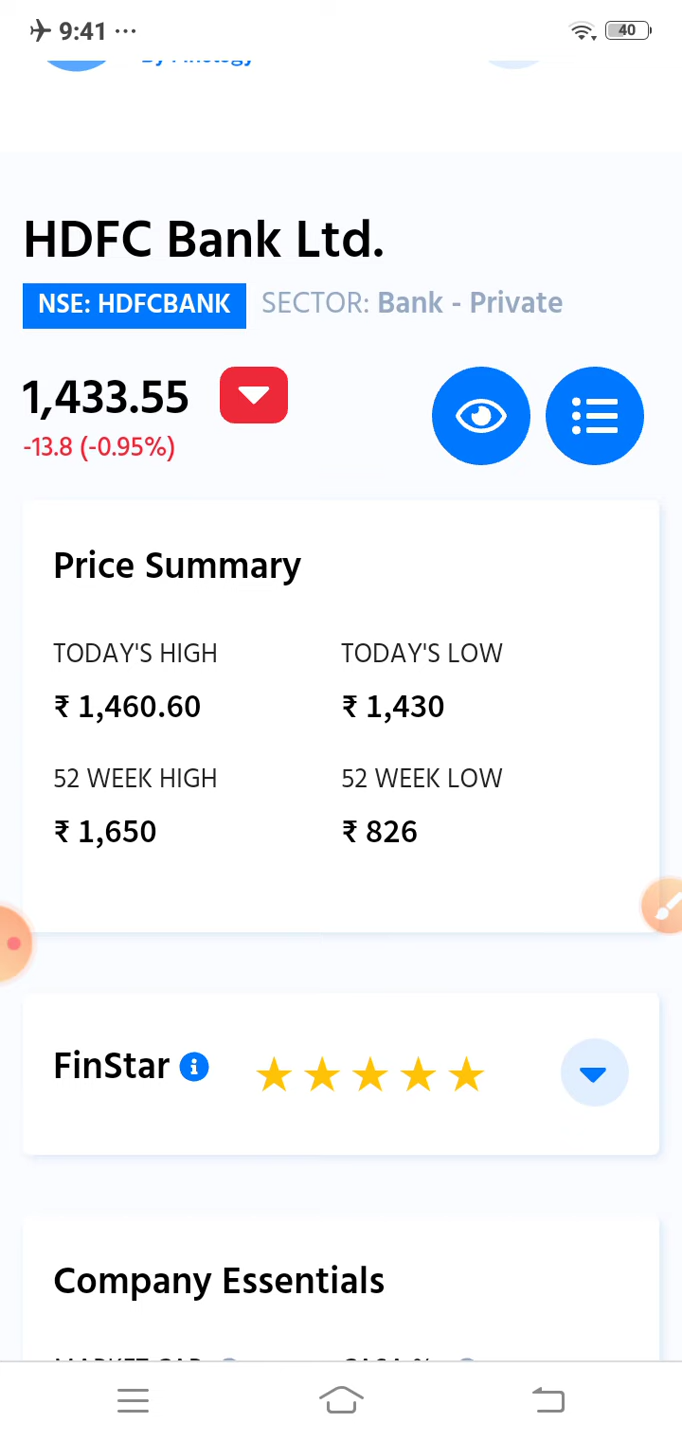 9:41 ...
40
HDFC Bank Ltd.
NSE: HDFCBANK SECTOR: Bank - Private
1,433.55
-13.8 (-0.95%)
Price Summary
TODAY'S HIGH TODAY'S LOW
₹ 1,460.60 ₹ 1,430
52 WEEK HIGH 52 WEEK LOW
₹ 1,650 ₹ 826
FinStar
Company Essentials